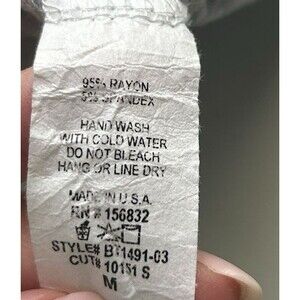 95% RAYON
5% SPANDEX
HAND WASH
WITH COLD WATER
DO NOT BLEACH
HANG OR LINE DRY
MADE IN U.S.A.
RN # 156832
STYLE# BT1491-03
CUT# 10151 S
M